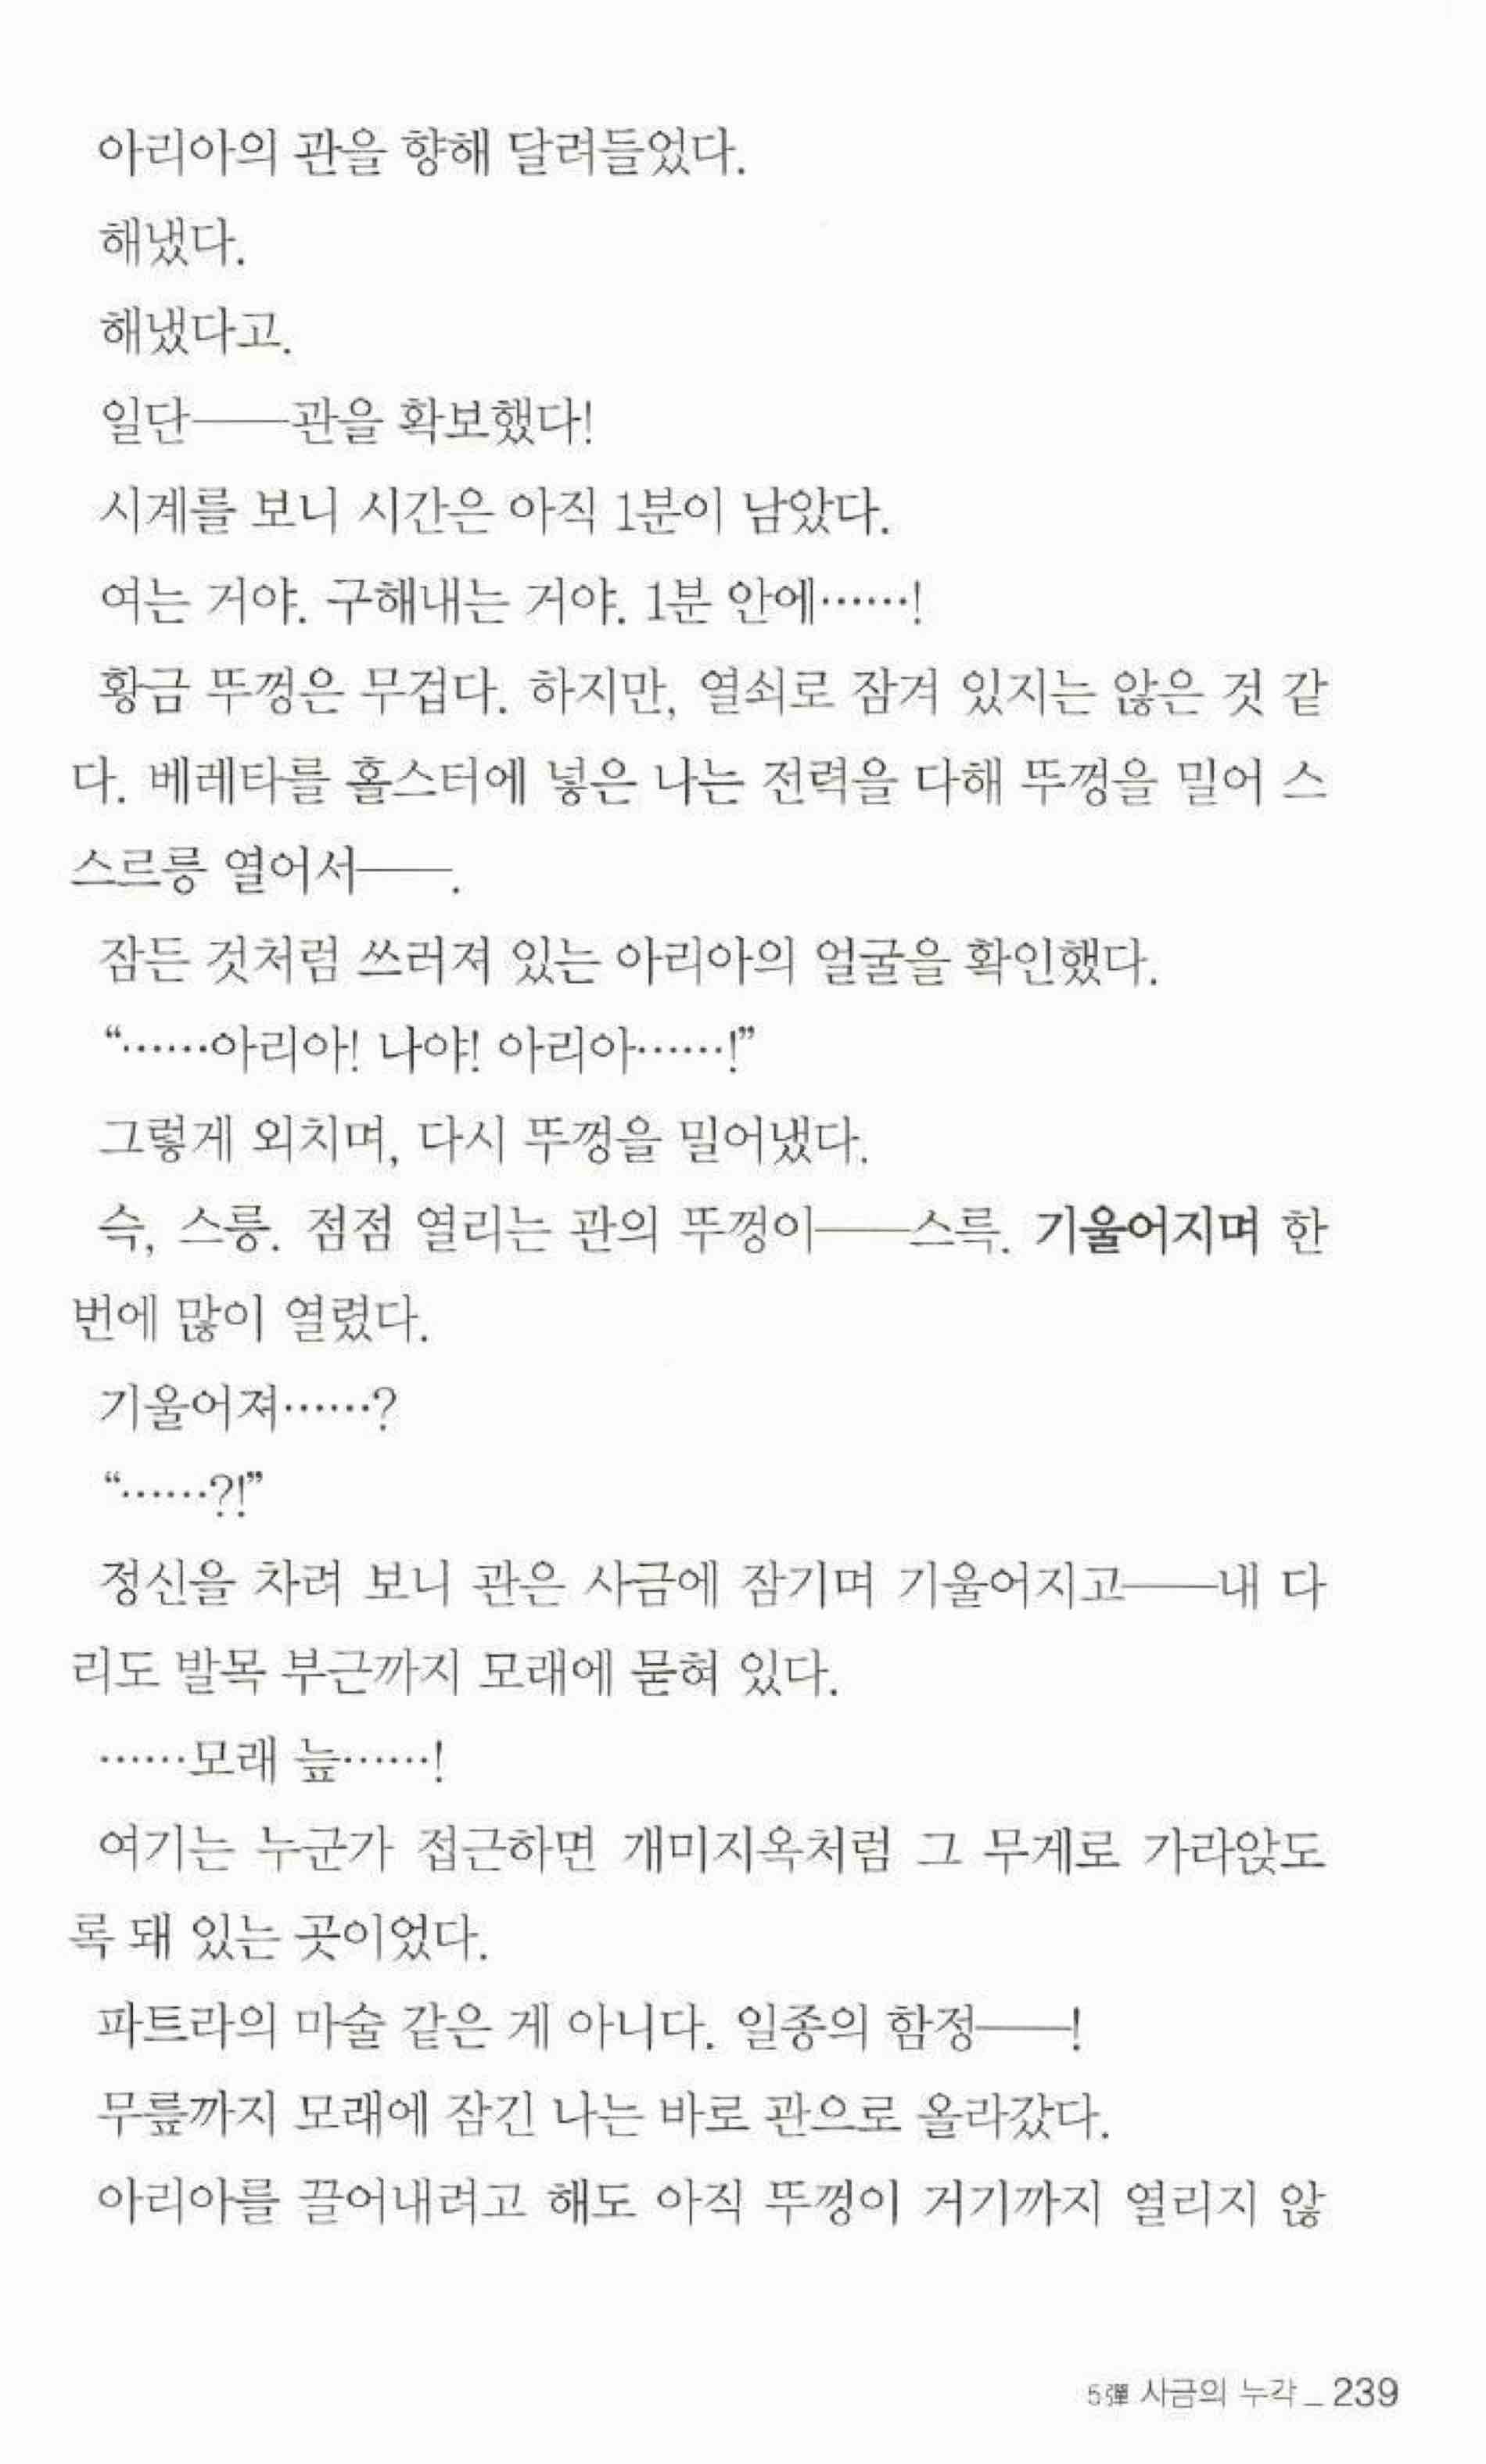 아리아의 관을 향해 달려들었다.
해냈다.
해냈다고.
일단──관을 확보했다!
시계를 보니 시간은 아직 1분이 남았다.
여는 거야. 구해내는 거야. 1분 안에……!
황금 뚜껑은 무겁다. 하지만, 열쇠로 잠겨 있지는 않은 것 같
다. 베레타를 홀스터에 넣은 나는 전력을 다해 뚜껑을 밀어 스
스르릉 열어서──.
잠든 것처럼 쓰러져 있는 아리아의 얼굴을 확인했다.
“……아리아! 나야! 아리아……!”
그렇게 외치며, 다시 뚜껑을 밀어냈다.
슥, 스릉. 점점 열리는 관의 뚜껑이──스륵. 기울어지며 한
번에 많이 열렸다.
기울어져……?
“……?!”
정신을 차려 보니 관은 사금에 잠기며 기울어지고──내 다
리도 발목 부근까지 모래에 묻혀 있다.
……모래 늪……!
여기는 누군가 접근하면 개미지옥처럼 그 무게로 가라앉도
록 돼 있는 곳이었다.
파트라의 마술 같은 게 아니다. 일종의 함정──!
무릎까지 모래에 잠긴 나는 바로 관으로 올라갔다.
아리아를 끌어내려고 해도 아직 뚜껑이 거기까지 열리지 않
5彈 사금의 누각_239